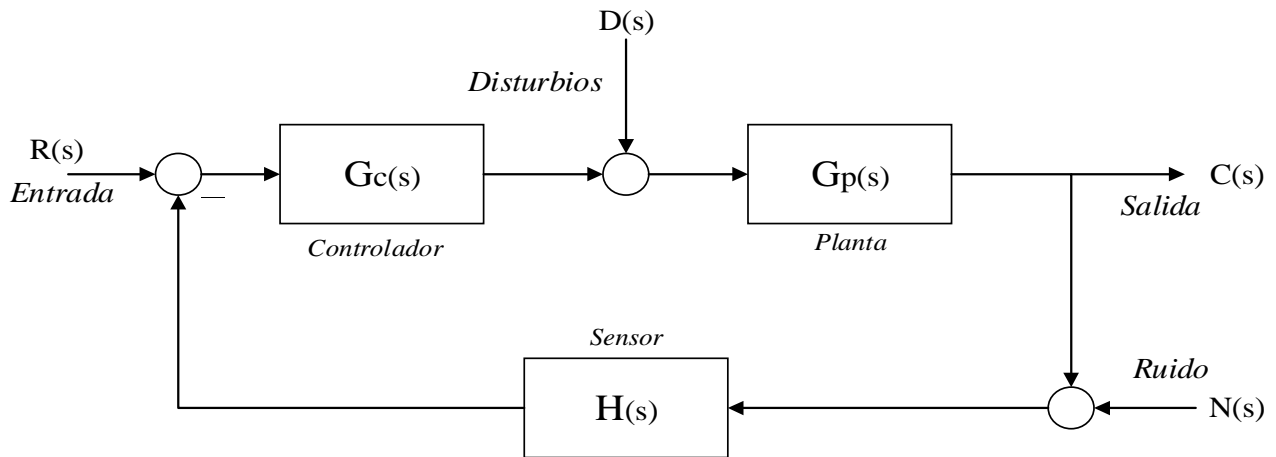 D(s)
Disturbios
R(s)
Entrada
Gc(s)
Controlador
Gp(s)
Planta
C(s)
Salida
Sensor
H(s)
Ruido
N(s)